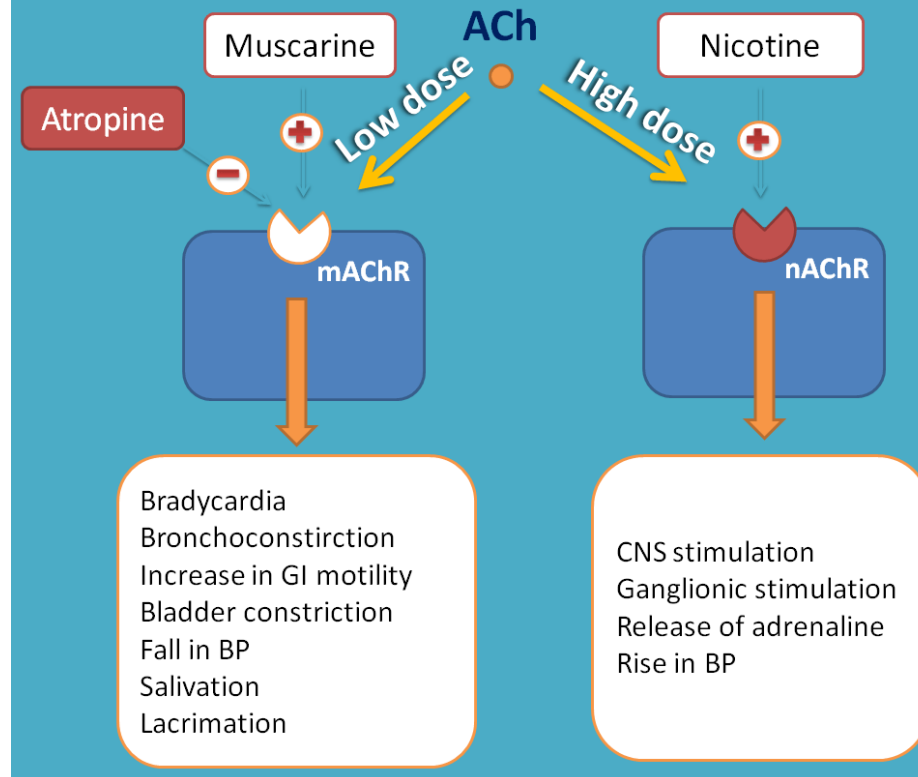 ACh
Muscarine
Nicotine
Atropine
Low dose
High dose
+
+
−
mAChR
nAChR
Bradycardia
Bronchoconstirction
Increase in GI motility
Bladder constriction
Fall in BP
Salivation
Lacrimation
CNS stimulation
Ganglionic stimulation
Release of adrenaline
Rise in BP